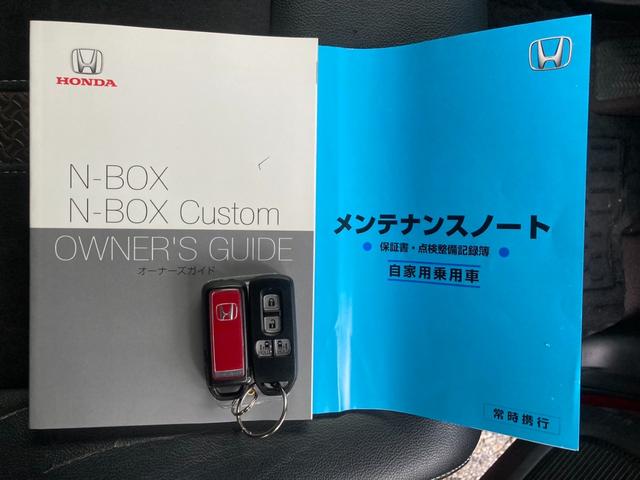 HONDA
N-BOX
N-BOX Custom
OWNER'S GUIDE
オーナーズガイド
メンテナンスノート
保証書・点検整備記録簿
自家用乗用車
常時携行